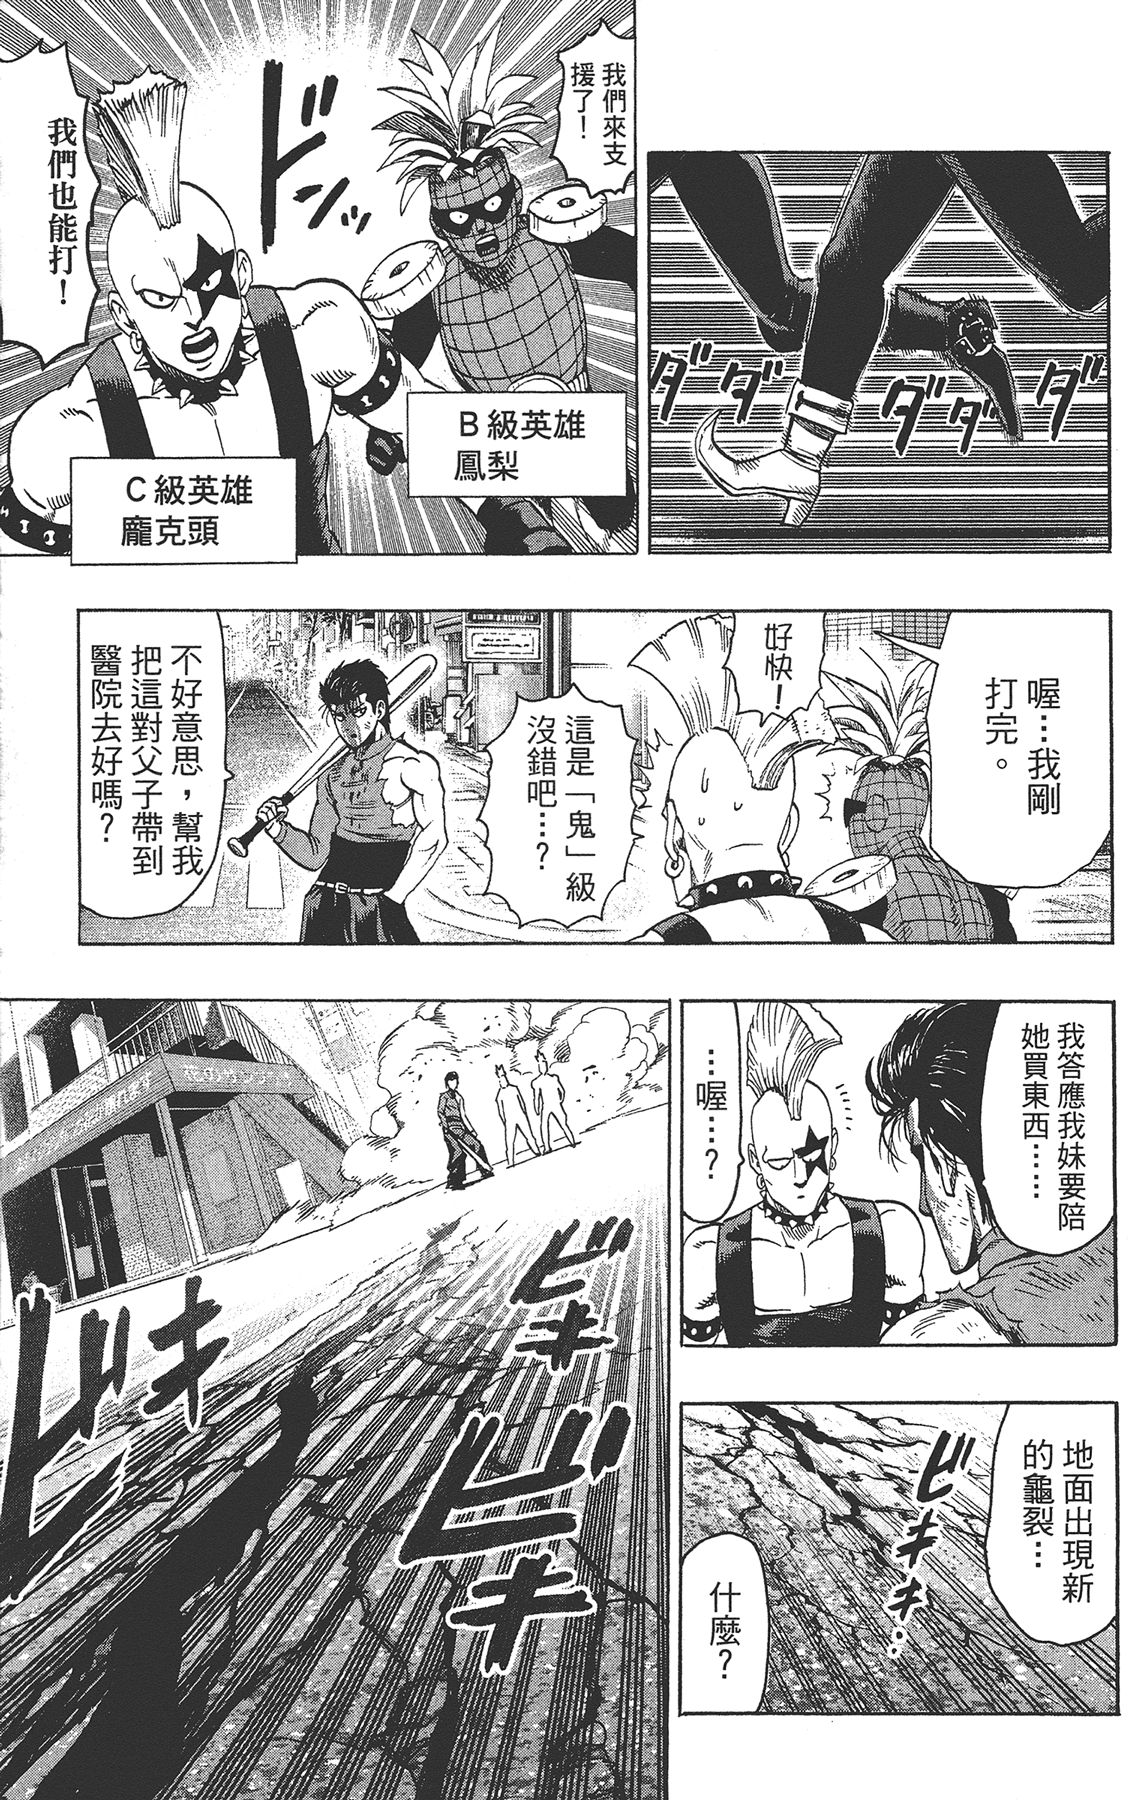 ダダダダダ
我們來支
援了！
ドン
我們也能打！
Ｂ級英雄
鳳梨
Ｃ級英雄
龐克頭
喔…我剛
打完。
好快！
這是「鬼」級
沒錯吧…？
不好意思，幫我
把這對父子帶到
醫院去好嗎？
我答應我妹要陪
她買東西……
…喔…？
地面出現新
的龜裂…
ビキ…
什麼？
ビキ
ビキ
ビキ